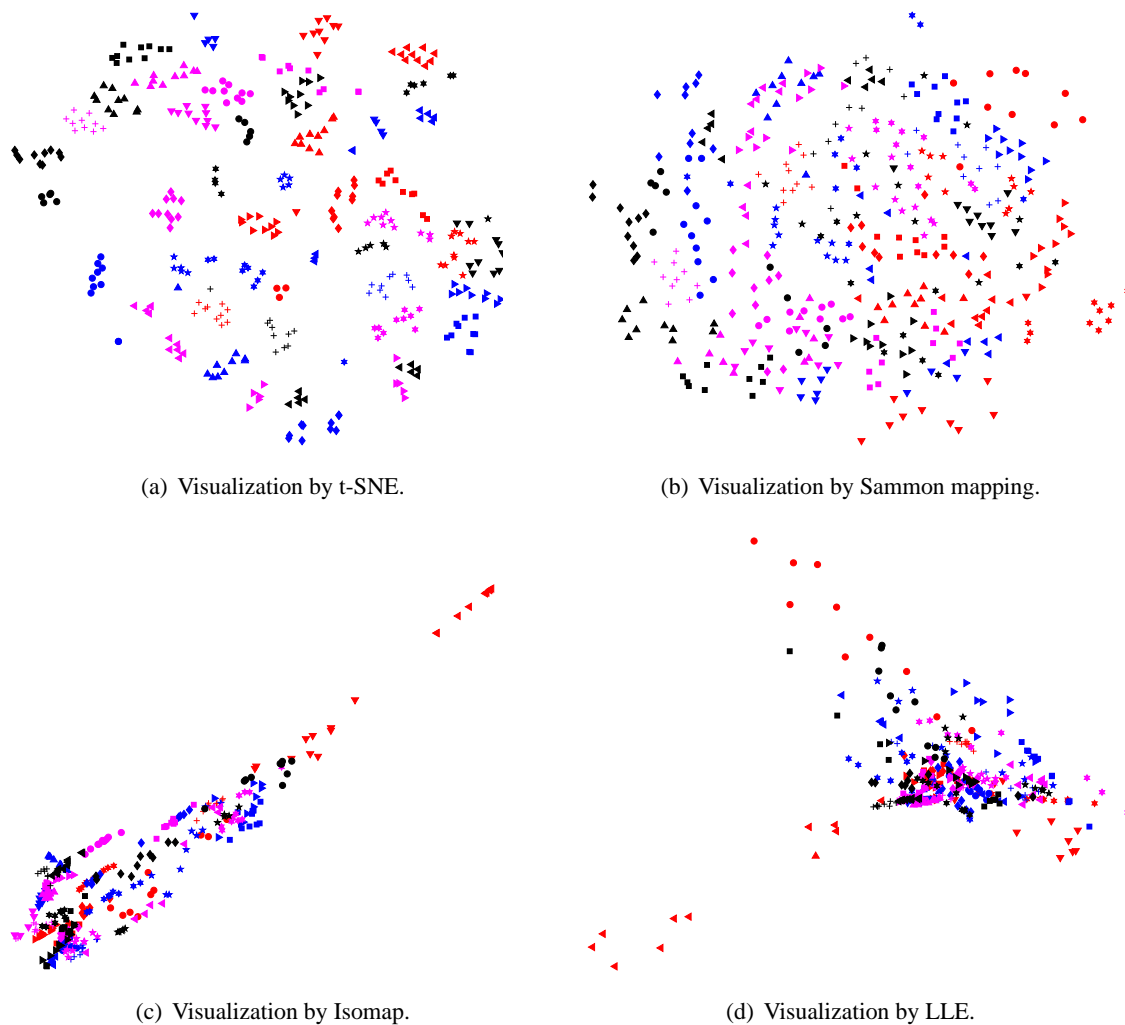 (a) Visualization by t-SNE.
(b) Visualization by Sammon mapping.
(c) Visualization by Isomap.
(d) Visualization by LLE.